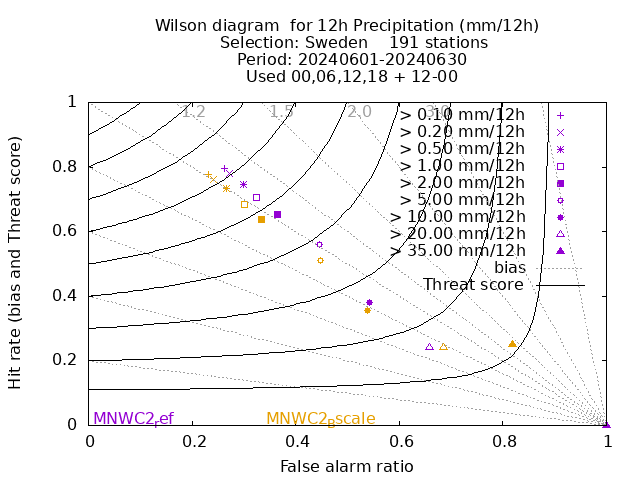 Wilson diagram  for 12h Precipitation (mm/12h)
Selection: Sweden    191 stations
Period: 20240601-20240630
Used 00,06,12,18 + 12-00
Hit rate (bias and Threat score)
1
0.8
0.6
0.4
0.2
0
1.2
1.5
2.0
3.0
> 0.10 mm/12h
> 0.20 mm/12h
> 0.50 mm/12h
> 1.00 mm/12h
> 2.00 mm/12h
> 5.00 mm/12h
> 10.00 mm/12h
> 20.00 mm/12h
> 35.00 mm/12h
bias
Threat score
MNWC2ref
MNWC2Bscale
0 0.2 0.4 0.6 0.8 1
False alarm ratio